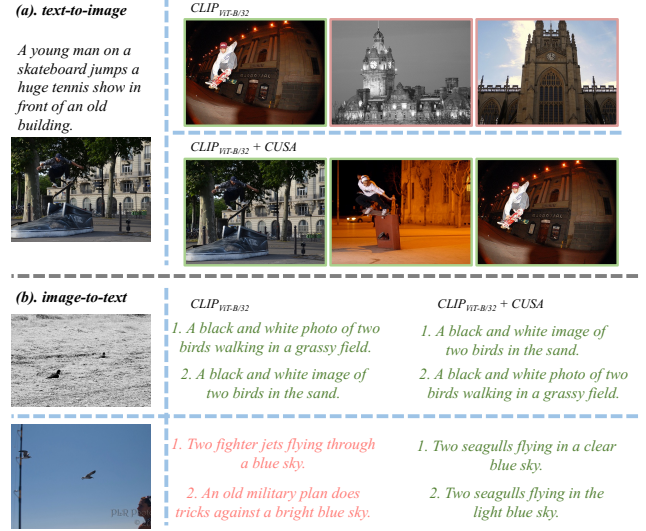 (a). text-to-image
A young man on a
skateboard jumps a
huge tennis show in
front of an old
building.
CLIPViT-B/32
CLIPViT-B/32 + CUSA
(b). image-to-text
CLIPViT-B/32
1. A black and white photo of two
birds walking in a grassy field.
2. A black and white image of
two birds in the sand.
CLIPViT-B/32 + CUSA
1. A black and white image of
two birds in the sand.
2. A black and white photo of two
birds walking in a grassy field.
1. Two fighter jets flying through
a blue sky.
2. An old military plan does
tricks against a bright blue sky.
1. Two seagulls flying in a clear
blue sky.
2. Two seagulls flying in the
light blue sky.